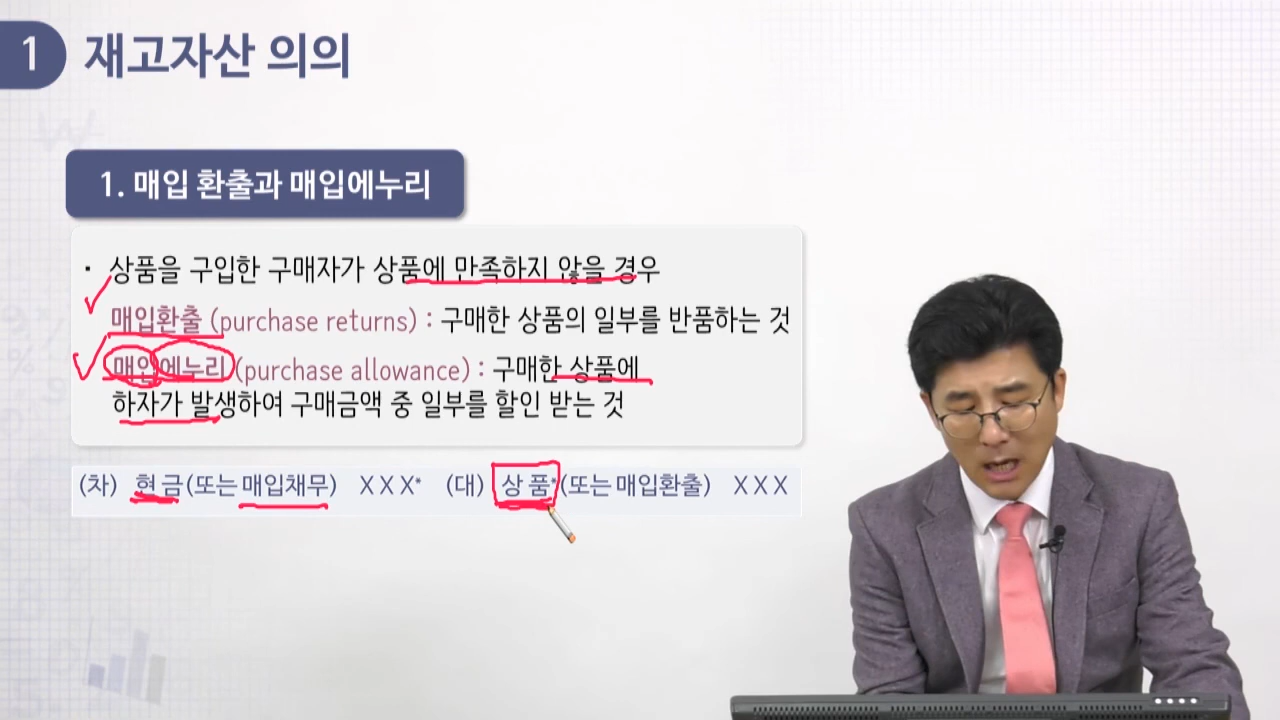 1 재고자산 의의
1. 매입 환출과 매입에누리
· 상품을 구입한 구매자가 상품에 만족하지 않을 경우
매입환출 (purchase returns) : 구매한 상품의 일부를 반품하는 것
매입에누리 (purchase allowance) : 구매한 상품에
하자가 발생하여 구매금액 중 일부를 할인 받는 것
(차) 현금(또는 매입채무) XXX* (대) 상품*(또는 매입환출) XXX